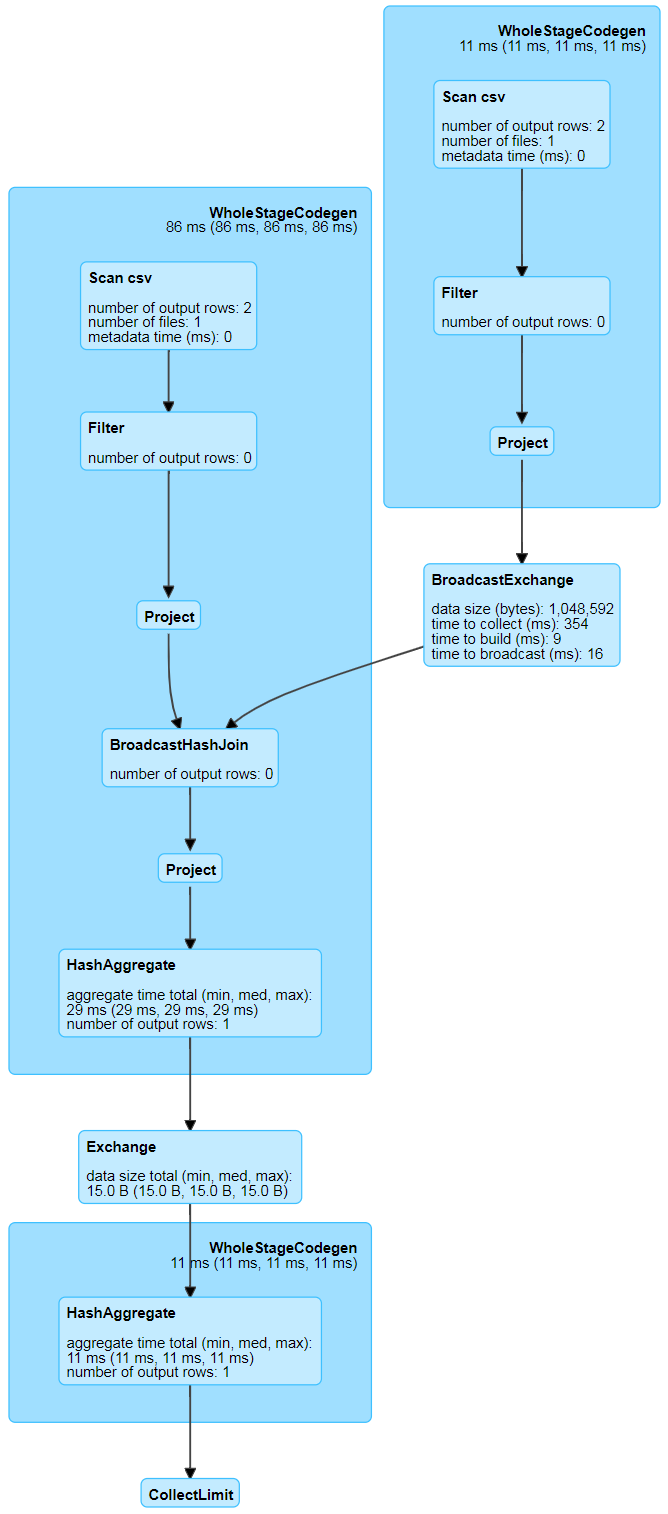 WholeStageCodegen
11 ms (11 ms, 11 ms, 11 ms)
Scan csv
number of output rows: 2
number of files: 1
metadata time (ms): 0
Filter
number of output rows: 0
Project
BroadcastExchange
data size (bytes): 1,048,592
time to collect (ms): 354
time to build (ms): 9
time to broadcast (ms): 16
WholeStageCodegen
86 ms (86 ms, 86 ms, 86 ms)
Scan csv
number of output rows: 2
number of files: 1
metadata time (ms): 0
Filter
number of output rows: 0
Project
BroadcastHashJoin
number of output rows: 0
Project
HashAggregate
aggregate time total (min, med, max):
29 ms (29 ms, 29 ms, 29 ms)
number of output rows: 1
Exchange
data size total (min, med, max):
15.0 B (15.0 B, 15.0 B, 15.0 B)
WholeStageCodegen
11 ms (11 ms, 11 ms, 11 ms)
HashAggregate
aggregate time total (min, med, max):
11 ms (11 ms, 11 ms, 11 ms)
number of output rows: 1
CollectLimit